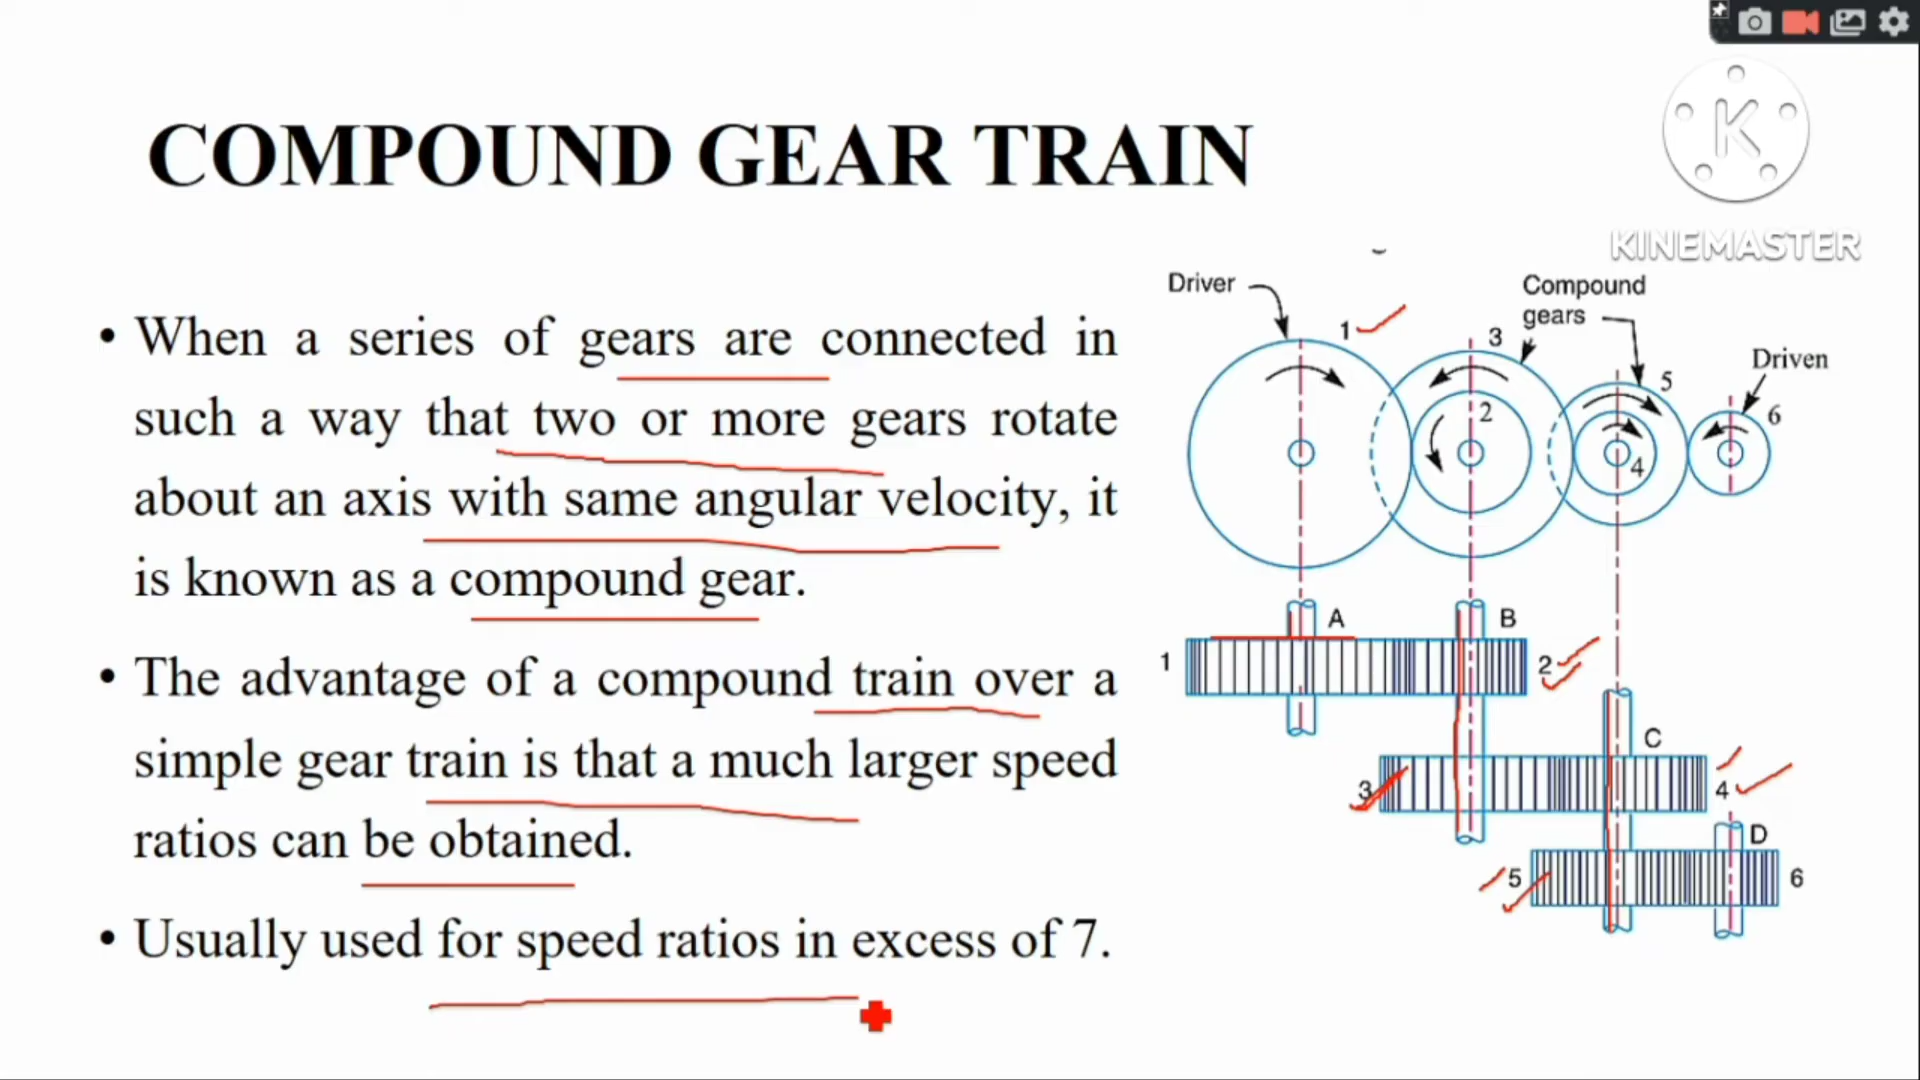 COMPOUND GEAR TRAIN
K
KINEMASTER
• When a series of gears are connected in
such a way that two or more gears rotate
about an axis with same angular velocity, it
is known as a compound gear.
• The advantage of a compound train over a
simple gear train is that a much larger speed
ratios can be obtained.
• Usually used for speed ratios in excess of 7.
Driver
1
3
Compound
gears
5
Driven
6
2
4
A
B
1
2
C
3
4
D
5
6